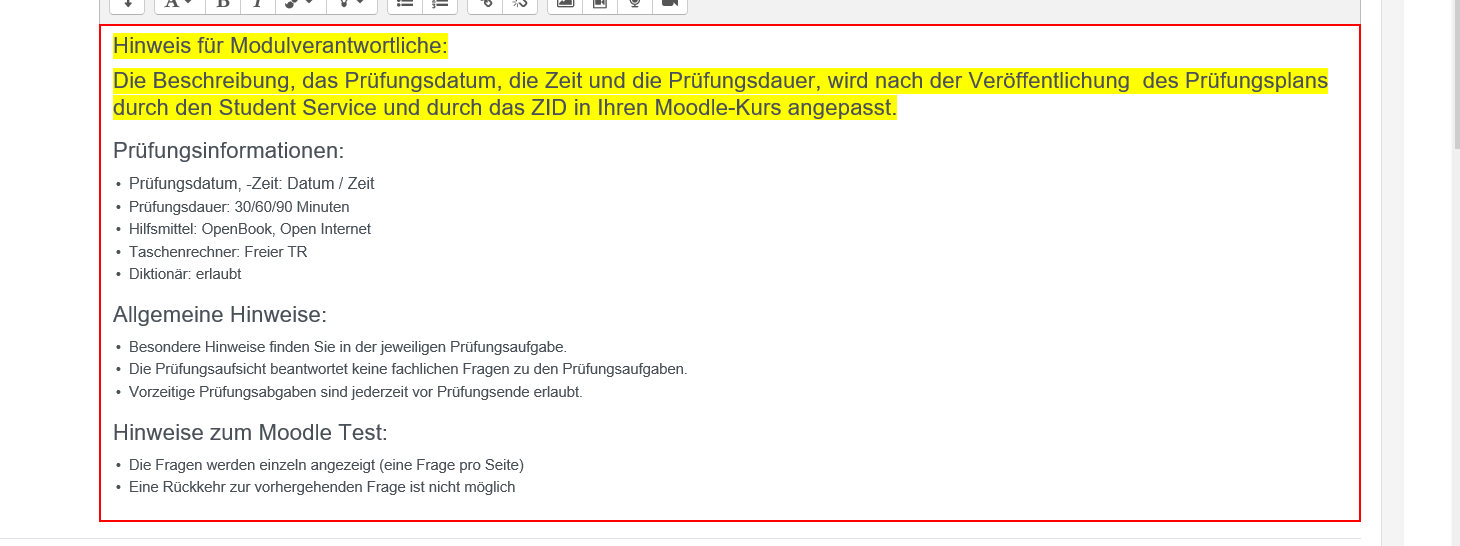 Hinweis für Modulverantwortliche:
Die Beschreibung, das Prüfungsdatum, die Zeit und die Prüfungsdauer, wird nach der Veröffentlichung  des Prüfungsplans
durch den Student Service und durch das ZID in Ihren Moodle-Kurs angepasst.
Prüfungsinformationen:
• Prüfungsdatum, -Zeit: Datum / Zeit
• Prüfungsdauer: 30/60/90 Minuten
• Hilfsmittel: OpenBook, Open Internet
• Taschenrechner: Freier TR
• Diktionär: erlaubt
Allgemeine Hinweise:
• Besondere Hinweise finden Sie in der jeweiligen Prüfungsaufgabe.
• Die Prüfungsaufsicht beantwortet keine fachlichen Fragen zu den Prüfungsaufgaben.
• Vorzeitige Prüfungsabgaben sind jederzeit vor Prüfungsende erlaubt.
Hinweise zum Moodle Test:
• Die Fragen werden einzeln angezeigt (eine Frage pro Seite)
• Eine Rückkehr zur vorhergehenden Frage ist nicht möglich